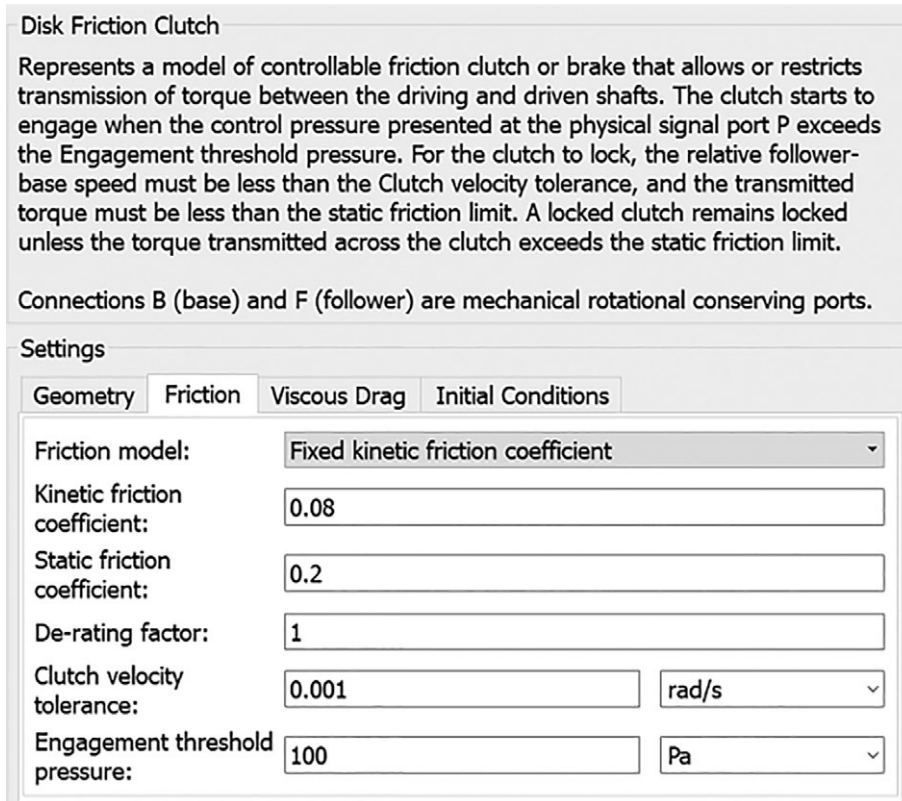 Disk Friction Clutch
Represents a model of controllable friction clutch or brake that allows or restricts
transmission of torque between the driving and driven shafts. The clutch starts to
engage when the control pressure presented at the physical signal port P exceeds
the Engagement threshold pressure. For the clutch to lock, the relative follower-
base speed must be less than the Clutch velocity tolerance, and the transmitted
torque must be less than the static friction limit. A locked clutch remains locked
unless the torque transmitted across the clutch exceeds the static friction limit.
Connections B (base) and F (follower) are mechanical rotational conserving ports.
Settings
Geometry Friction Viscous Drag Initial Conditions
Friction model: Fixed kinetic friction coefficient
Kinetic friction
coefficient: 0.08
Static friction
coefficient: 0.2
De-rating factor: 1
Clutch velocity
tolerance: 0.001 rad/s
Engagement threshold
pressure: 100 Pa